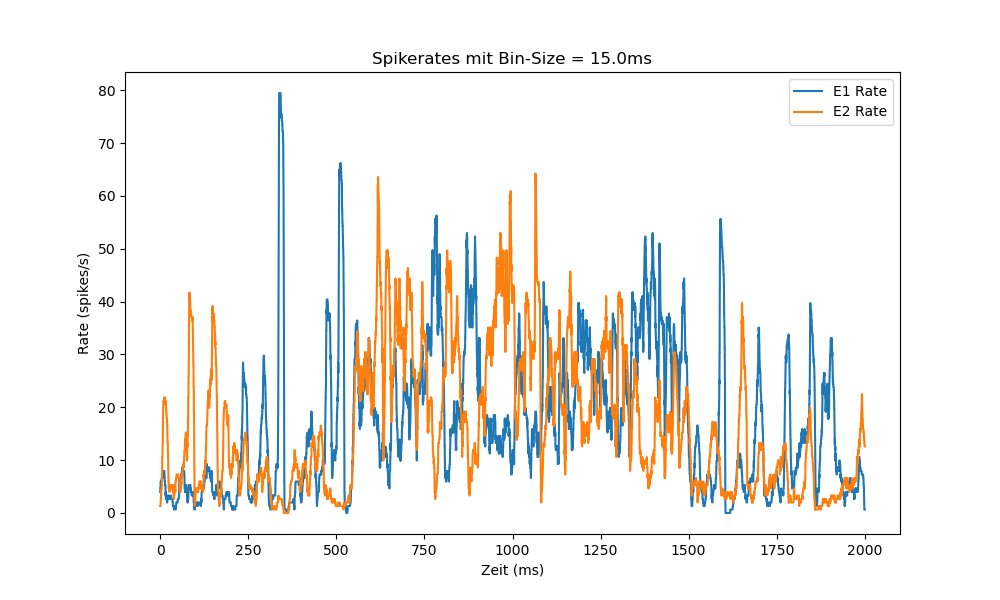 Spikerates mit Bin-Size = 15.0ms
E1 Rate
E2 Rate
80
70
60
50
40
30
20
10
0
Rate (spikes/s)
0 250 500 750 1000 1250 1500 1750 2000
Zeit (ms)